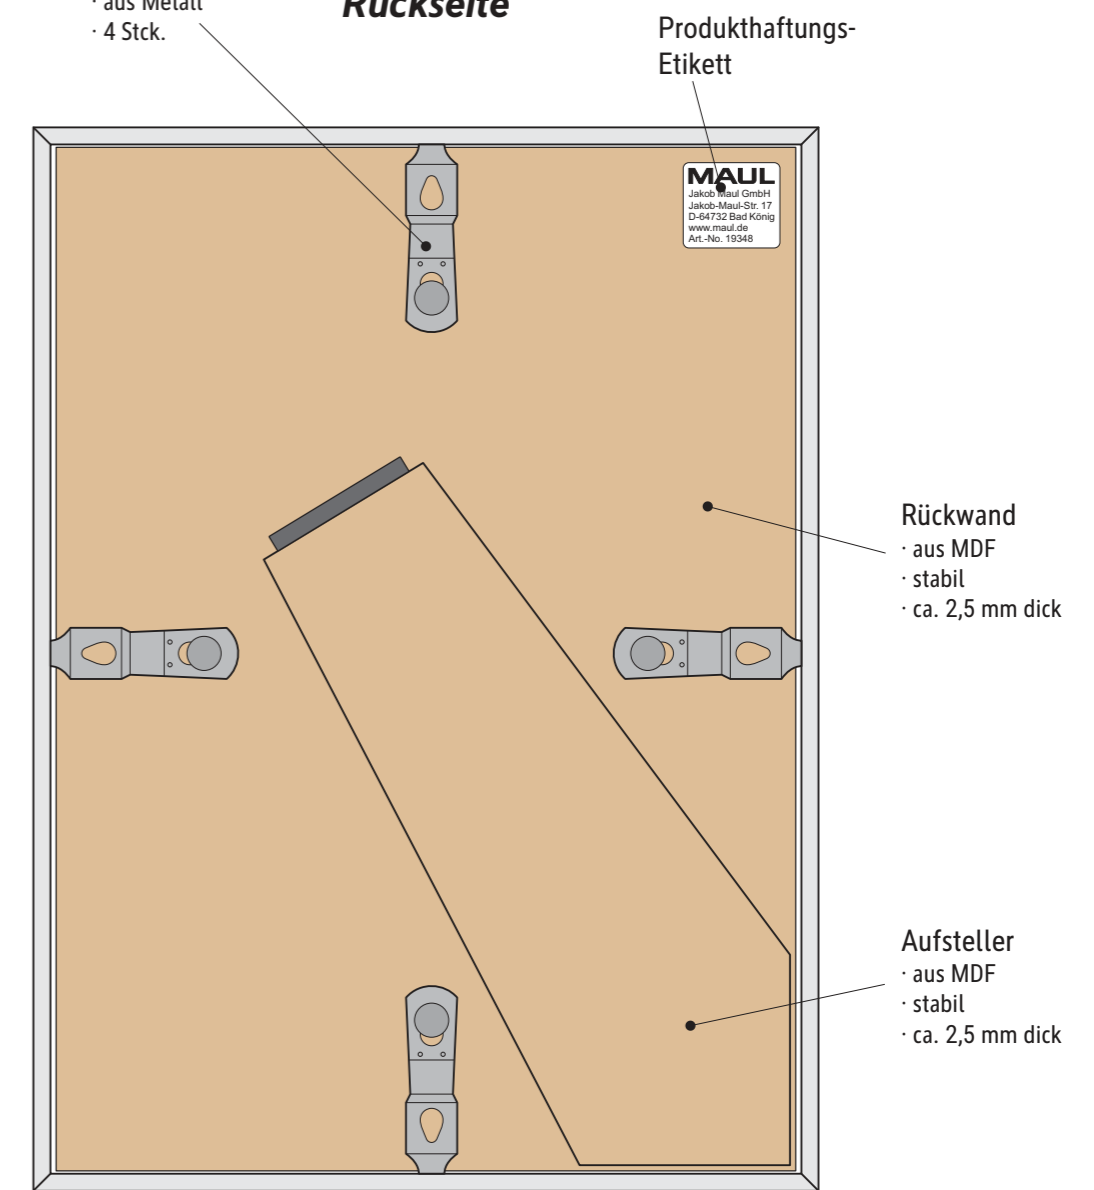 · aus Metall
· 4 Stck.
Rückseite
Produkthaftungs-
Etikett
MAUL
Jakob Maul GmbH
Jakob-Maul-Str. 17
D-64732 Bad König
www.maul.de
Art.-No. 19348
Rückwand
· aus MDF
· stabil
· ca. 2,5 mm dick
Aufsteller
· aus MDF
· stabil
· ca. 2,5 mm dick